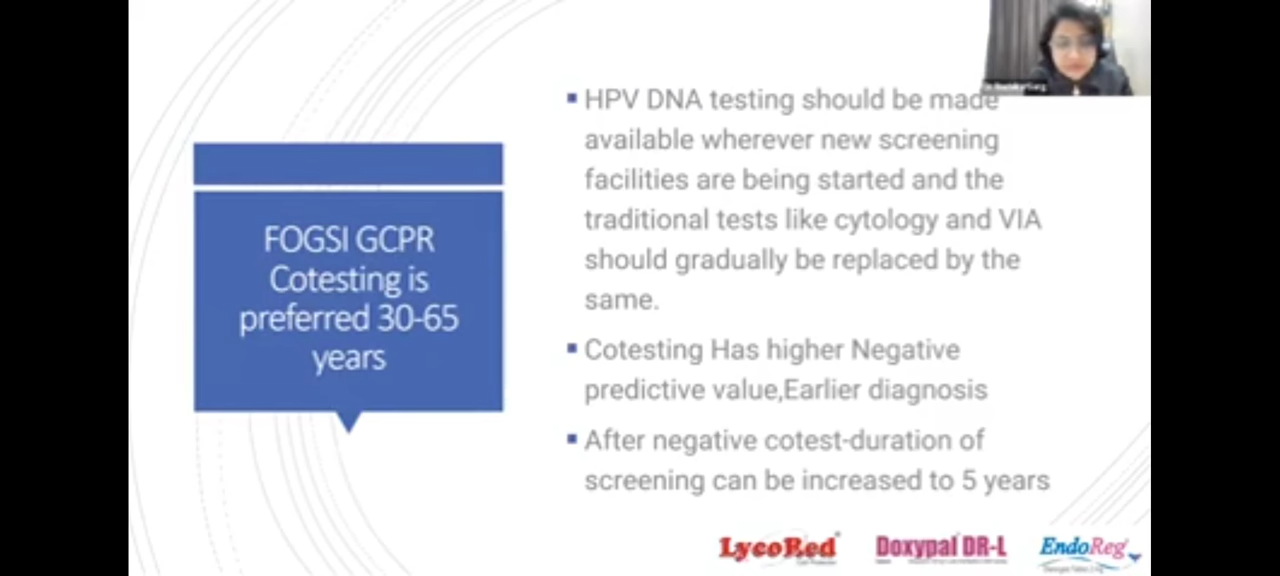 FOGSI GCPR
Cotesting is
preferred 30-65
years
▪ HPV DNA testing should be made
available wherever new screening
facilities are being started and the
traditional tests like cytology and VIA
should gradually be replaced by the
same.
▪ Cotesting Has higher Negative
predictive value,Earlier diagnosis
▪ After negative cotest-duration of
screening can be increased to 5 years
LycoRed
Doxypal DR-L
EndoReg